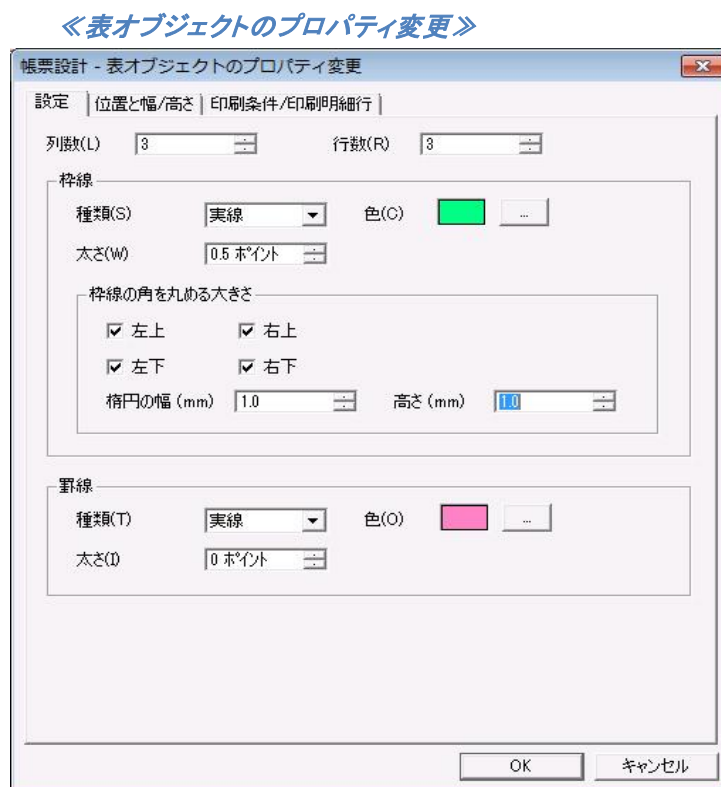 ≪表オブジェクトのプロパティ変更≫
帳票設計 - 表オブジェクトのプロパティ変更
設定 位置と幅/高さ 印刷条件/印刷明細行
列数(L) 3 行数(R) 3
枠線
種類(S) 実線 色(C) ...
太さ(W) 0.5 ポイント
枠線の角を丸める大きさ
左上 右上
左下 右下
楕円の幅 (mm) 1.0 高さ (mm) 1.0
罫線
種類(T) 実線 色(O) ...
太さ(I) 0 ポイント
OK キャンセル